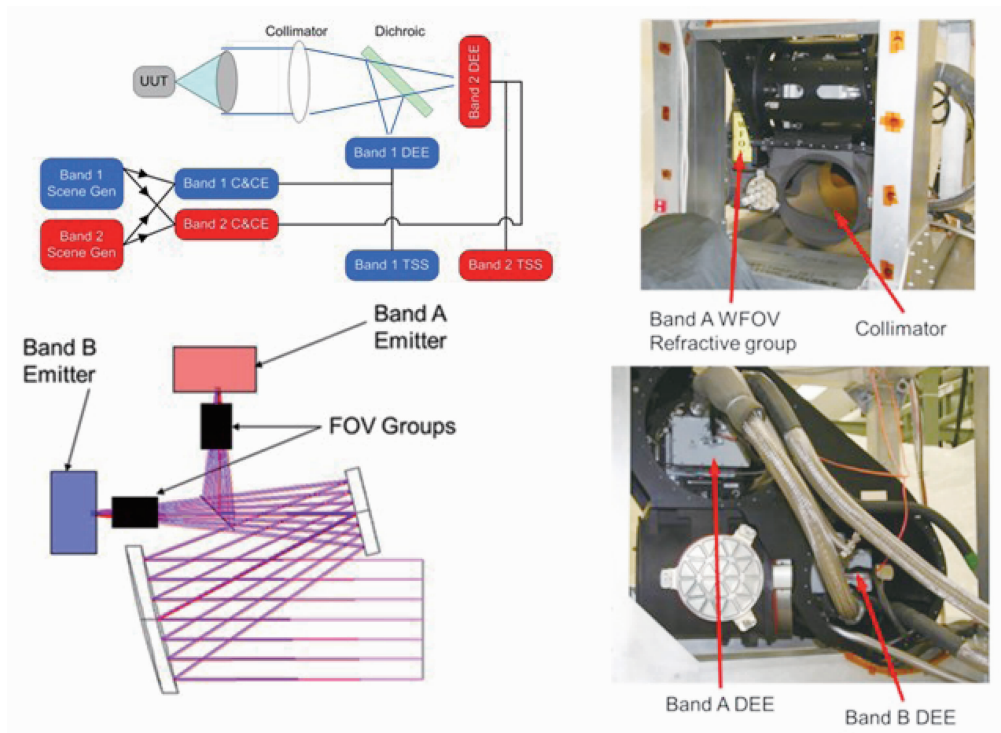 Collimator
Dichroic
UUT
Band 2 DEE
Band 1 DEE
Band 1
Scene Gen
Band 1 C&CE
Band 2
Scene Gen
Band 2 C&CE
Band 1 TSS
Band 2 TSS
Band A
Emitter
Band B
Emitter
FOV Groups
Band A WFOV
Refractive group
Collimator
Band A DEE
Band B DEE